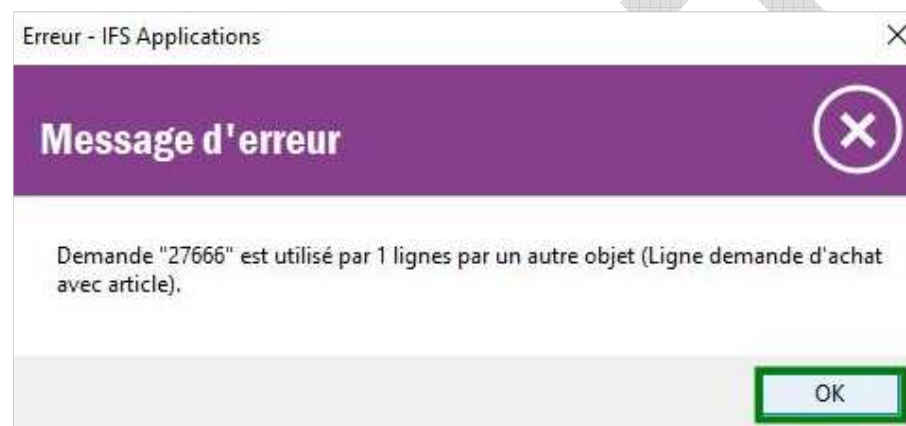 Erreur - IFS Applications
Message d'erreur
Demande "27666" est utilisé par 1 lignes par un autre objet (Ligne demande d'achat
avec article).
OK